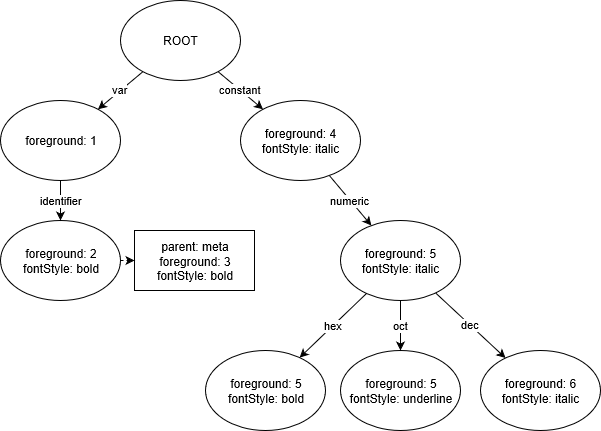 ROOT
var
constant
foreground: 1
foreground: 4
fontStyle: italic
identifier
numeric
foreground: 2
fontStyle: bold
parent: meta
foreground: 3
fontStyle: bold
foreground: 5
fontStyle: italic
hex
oct
dec
foreground: 5
fontStyle: bold
foreground: 5
fontStyle: underline
foreground: 6
fontStyle: italic